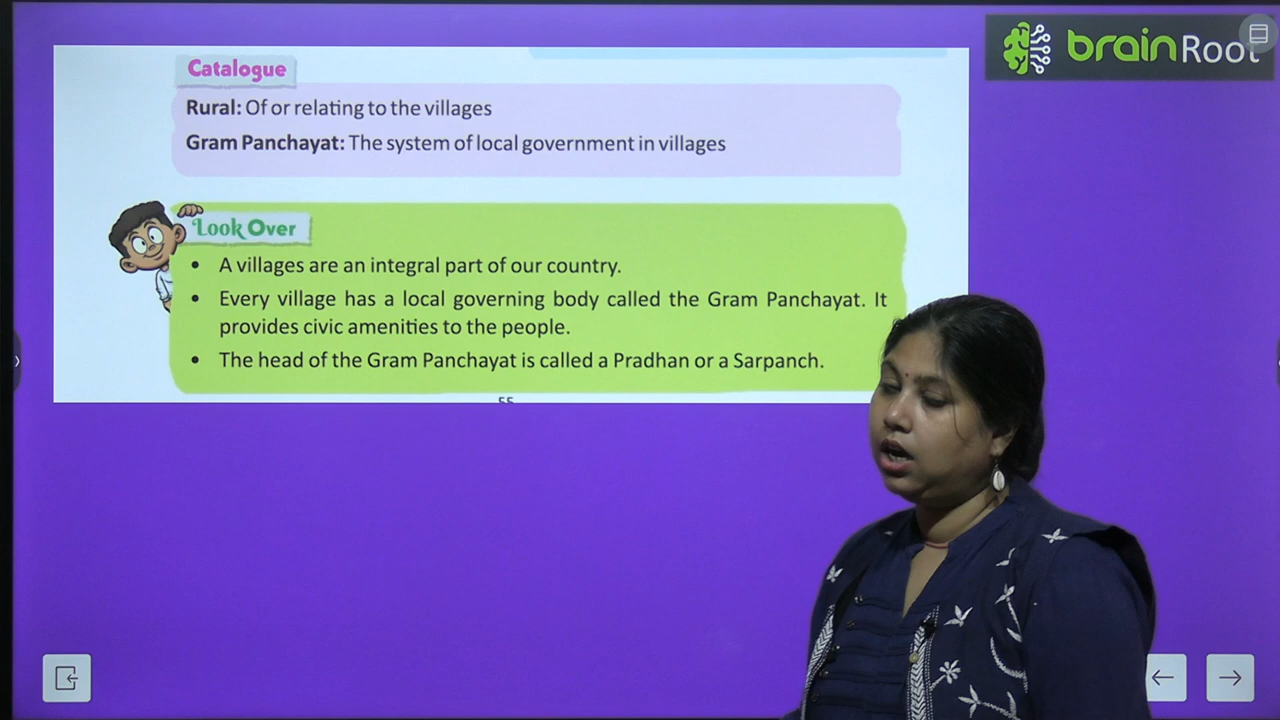 brainRoot
Catalogue
Rural: Of or relating to the villages
Gram Panchayat: The system of local government in villages
Look Over
• A villages are an integral part of our country.
• Every village has a local governing body called the Gram Panchayat. It
provides civic amenities to the people.
• The head of the Gram Panchayat is called a Pradhan or a Sarpanch.
55